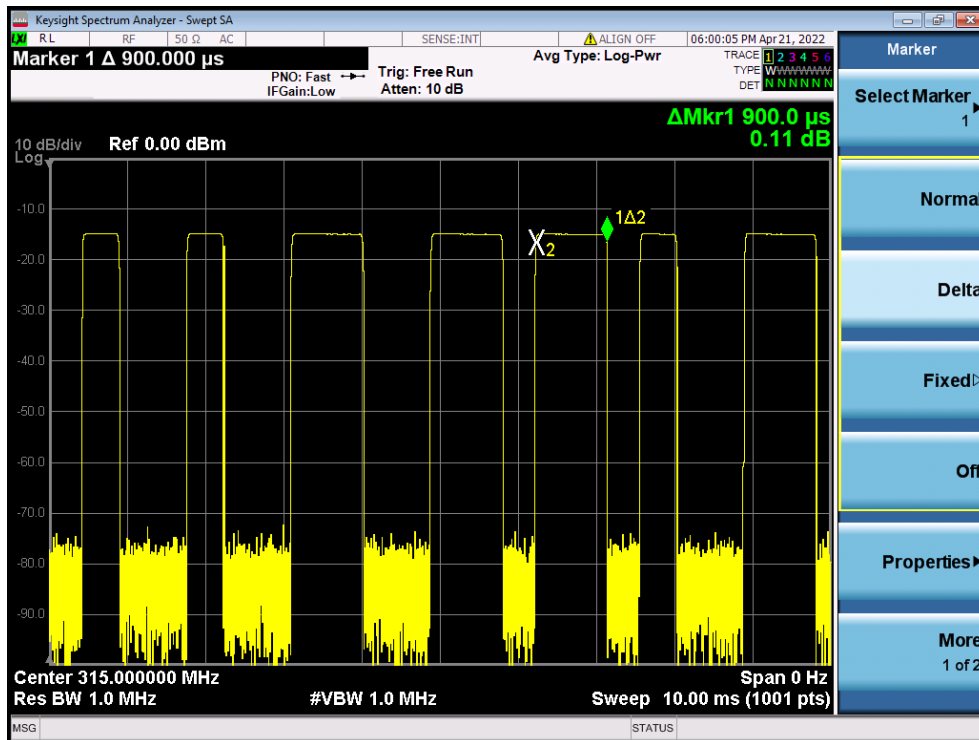 Keysight Spectrum Analyzer - Swept SA
LXI RL RF 50 Ω AC SENSE:INT ALIGN OFF 06:00:05 PM Apr 21, 2022
Marker 1 Δ 900.000 µs
PNO: Fast
IFGain:Low
Trig: Free Run
Atten: 10 dB
Avg Type: Log-Pwr
TRACE 1 2 3 4 5 6
TYPE WWWWWW
DET N N N N N N
ΔMkr1 900.0 µs
0.11 dB
10 dB/div Ref 0.00 dBm
Log
-10.0
-20.0
-30.0
-40.0
-50.0
-60.0
-70.0
-80.0
-90.0
1Δ2
X2
Center 315.000000 MHz Span 0 Hz
Res BW 1.0 MHz #VBW 1.0 MHz Sweep 10.00 ms (1001 pts)
MSG STATUS
Marker
Select Marker
1
Norma
Delta
Fixed
Off
Properties
More
1 of 2